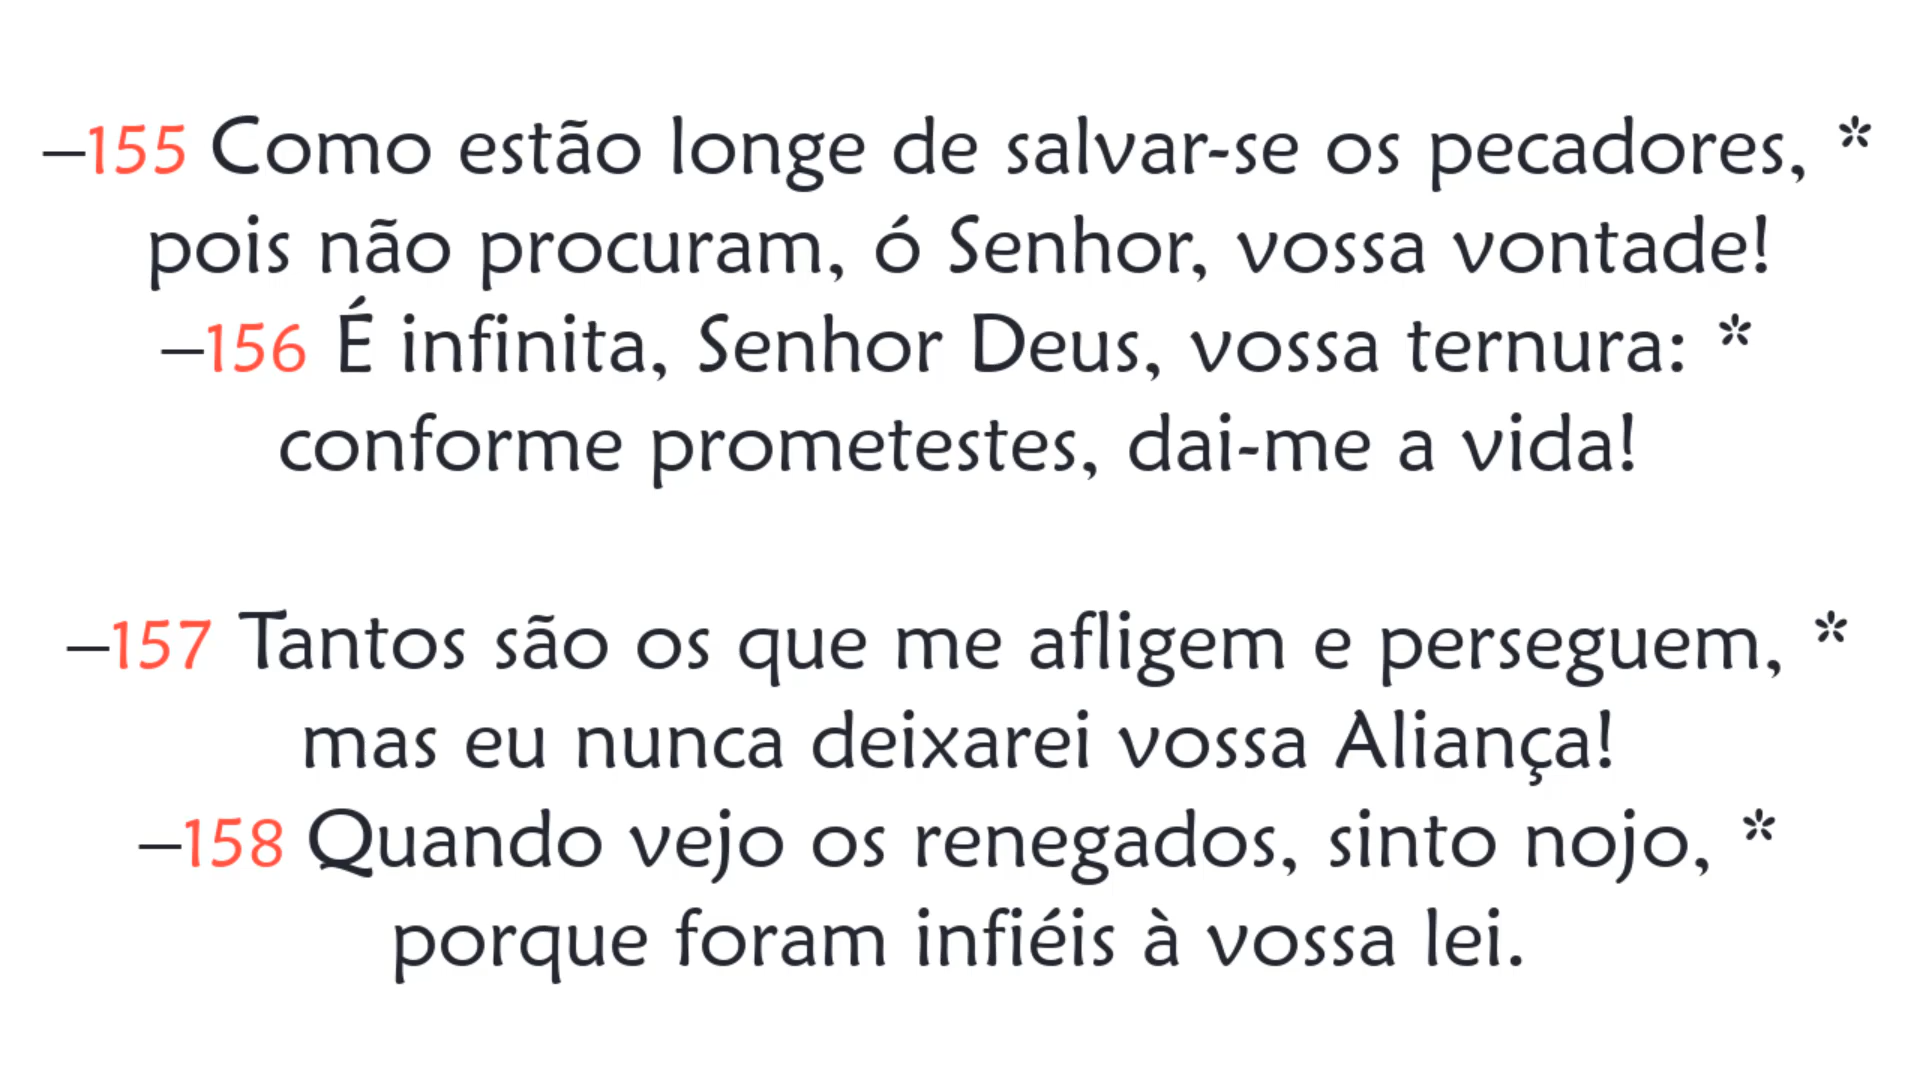 –155 Como estão longe de salvar-se os pecadores, *
pois não procuram, ó Senhor, vossa vontade!
–156 É infinita, Senhor Deus, vossa ternura: *
conforme prometestes, dai-me a vida!
–157 Tantos são os que me afligem e perseguem, *
mas eu nunca deixarei vossa Aliança!
–158 Quando vejo os renegados, sinto nojo, *
porque foram infiéis à vossa lei.